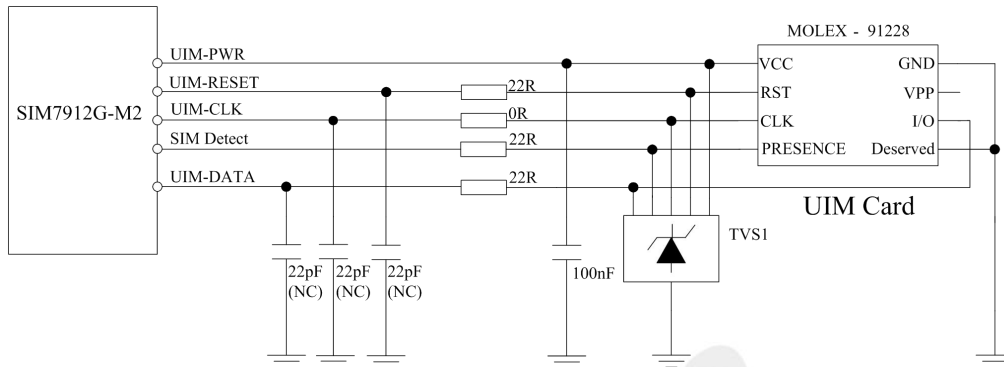 MOLEX - 91228
UIM-PWR
VCC
GND
UIM-RESET
22R
RST
VPP
SIM7912G-M2
UIM-CLK
0R
CLK
I/O
SIM Detect
22R
PRESENCE
Deserved
UIM-DATA
22R
UIM Card
TVS1
22pF
(NC)
22pF
(NC)
22pF
(NC)
100nF